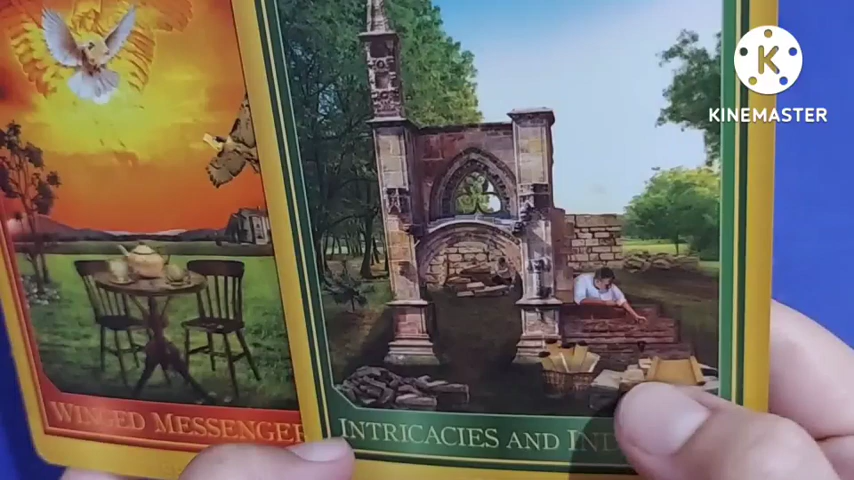 K
KINEMASTER
WINGED MESSENGER
INTRICACIES AND IN